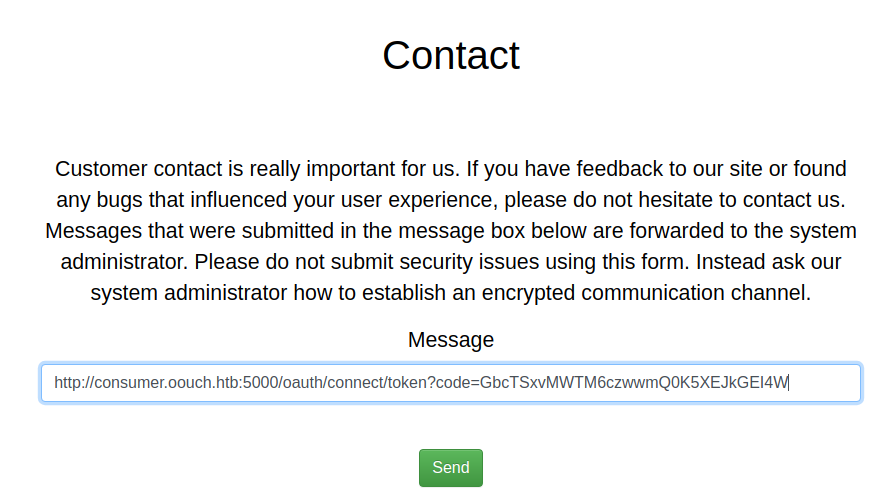 Contact
Customer contact is really important for us. If you have feedback to our site or found
any bugs that influenced your user experience, please do not hesitate to contact us.
Messages that were submitted in the message box below are forwarded to the system
administrator. Please do not submit security issues using this form. Instead ask our
system administrator how to establish an encrypted communication channel.
Message
http://consumer.oouch.htb:5000/oauth/connect/token?code=GbcTSxvMWTM6czwwmQ0K5XEJkGEI4W
Send